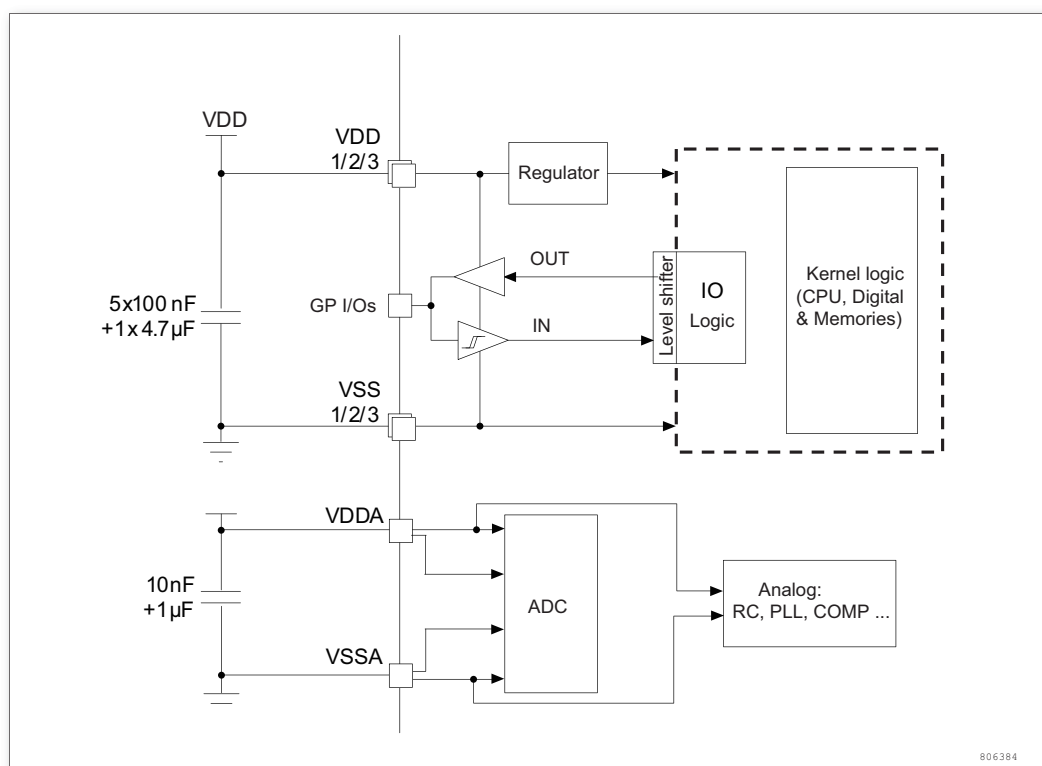 VDD
VDD
1/2/3
Regulator
OUT
Level shifter
IO
Logic
Kernel logic
(CPU, Digital
& Memories)
GP I/Os
5x100 nF
+1x 4.7µF
IN
VSS
1/2/3
VDDA
10nF
+1µF
ADC
Analog:
RC, PLL, COMP ...
VSSA
806384